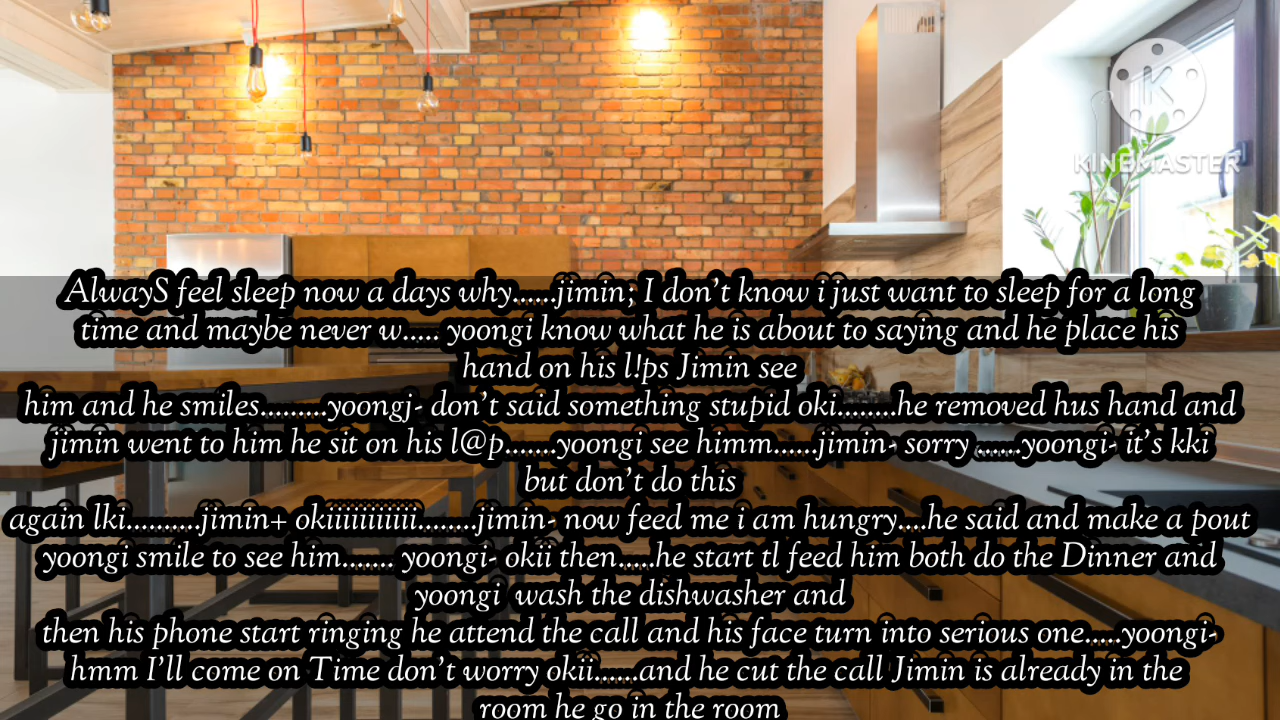 K
KINEMASTER
AlwayS feel sleep now a days why......jimin; I don't know i just want to sleep for a long
time and maybe never w..... yoongi know what he is about to saying and he place his
hand on his l!ps Jimin see
him and he smiles.........yoongj- don't said something stupid oki........he removed hus hand and
jimin went to him he sit on his l@p.......yoongi see himm......jimin- sorry ,......yoongi- it's kki
but don't do this
again lki..........jimin+ okiiiiiiiiiiii........jimin- now feed me i am hungry....he said and make a pout
yoongi smile to see him....... yoongi- okii then.....he start tl feed him both do the Dinner and
yoongi wash the dishwasher and
then his phone start ringing he attend the call and his face turn into serious one.....yoongi-
hmm I'll come on Time don't worry okii......and he cut the call Jimin is already in the
room he go in the room